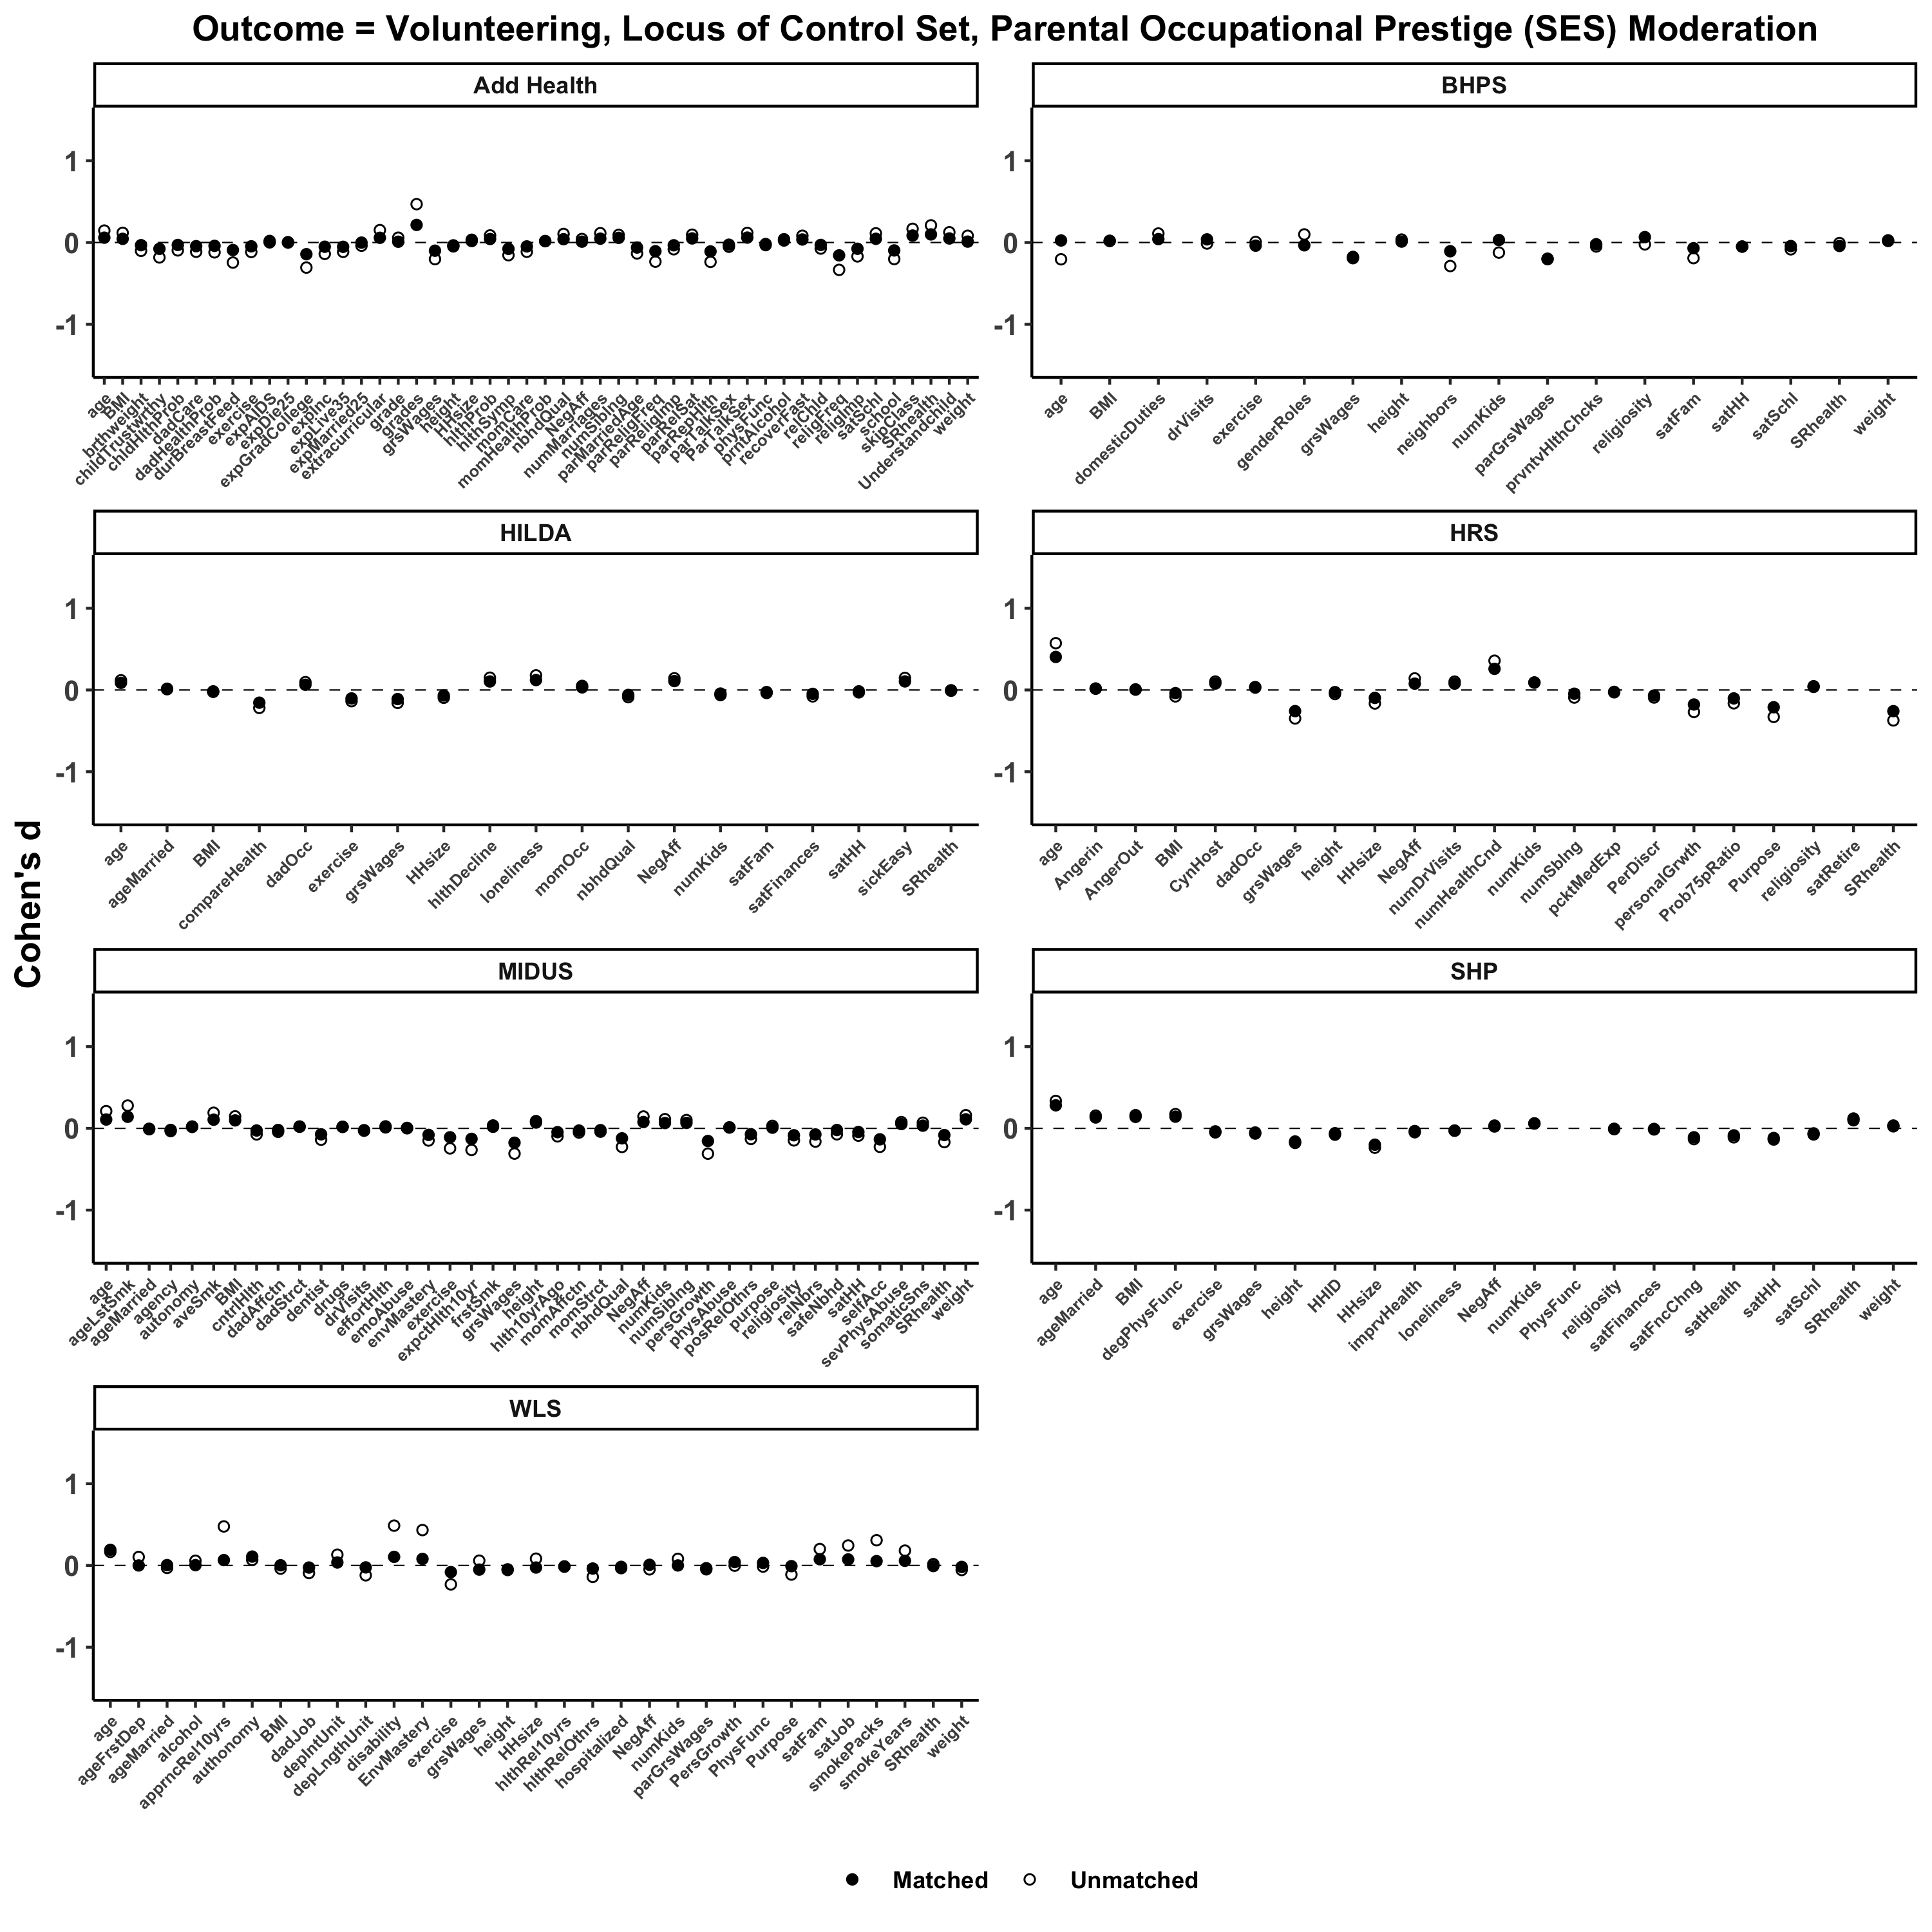 Outcome = Volunteering, Locus of Control Set, Parental Occupational Prestige (SES) Moderation
Cohen's d
Add Health
1
0
-1
age
BMI
brthweight
childTrustworthy
chldHlthProb
dadCare
dadHealthProb
durBreastFeed
exercise
expAIDS
expDie25
expGradCollege
expInc
expLive35
expMarried25
extracurricular
grade
grades
grsWages
height
HHsize
hlthProb
hlthSymp
momCare
momHealthProb
nbhdQual
NegAff
numMarriages
numSibling
parMarriedAge
parReligFreq
parReligImp
parRelSat
parRepHlth
parTalkSex
ParTalkSex
physFunc
prntAlcohol
recoverFast
relChld
religFreq
religImp
satSchl
school
skipClass
SRhealth
Understandchild
weight
BHPS
1
0
-1
age
BMI
domesticDuties
drVisits
exercise
genderRoles
grsWages
height
neighbors
numKids
parGrsWages
prvntvHlthChcks
religiosity
satFam
satHH
satSchl
SRhealth
weight
HILDA
1
0
-1
age
ageMarried
BMI
compareHealth
dadOcc
exercise
grsWages
HHsize
hlthDecline
loneliness
momOcc
nbhdQual
NegAff
numKids
satFam
satFinances
satHH
sickEasy
SRhealth
HRS
1
0
-1
age
Angerin
AngerOut
BMI
CynHost
dadOcc
grsWages
height
HHsize
NegAff
numDrVisits
numHealthCnd
numKids
numSblng
pcktMedExp
PerDiscr
personalGrwth
Prob75pRatio
Purpose
religiosity
satRetire
SRhealth
MIDUS
1
0
-1
age
ageLstSmk
ageMarried
agency
autonomy
aveSmk
BMI
cntrlHlth
dadAffctn
dadStrct
dentist
drugs
drVisits
effortHlth
emoAbuse
envMastery
exercise
expctHlth10yr
frstSmk
grsWages
height
hlth10yrAgo
momAffctn
momStrct
nbhdQual
NegAff
numKids
numSiblng
persGrowth
physAbuse
posRelOthrs
purpose
religiosity
relNbrs
safeNbhd
satHH
selfAcc
sevPhysAbuse
somaticSns
SRhealth
weight
SHP
1
0
-1
age
ageMarried
BMI
degPhysFunc
exercise
grsWages
height
HHID
HHsize
imprvHealth
loneliness
NegAff
numKids
PhysFunc
religiosity
satFinances
satFncChng
satHealth
satHH
satSchl
SRhealth
weight
WLS
1
0
-1
age
ageFrstDep
ageMarried
alcohol
apprncRel10yrs
authonomy
BMI
dadJob
depIntUnit
depLngthUnit
disability
EnvMastery
exercise
grsWages
height
HHsize
hlthRel10yrs
hlthRelOthrs
hospitalized
NegAff
numKids
parGrsWages
PersGrowth
PhysFunc
Purpose
satFam
satJob
smokePacks
smokeYears
SRhealth
weight
Matched
Unmatched